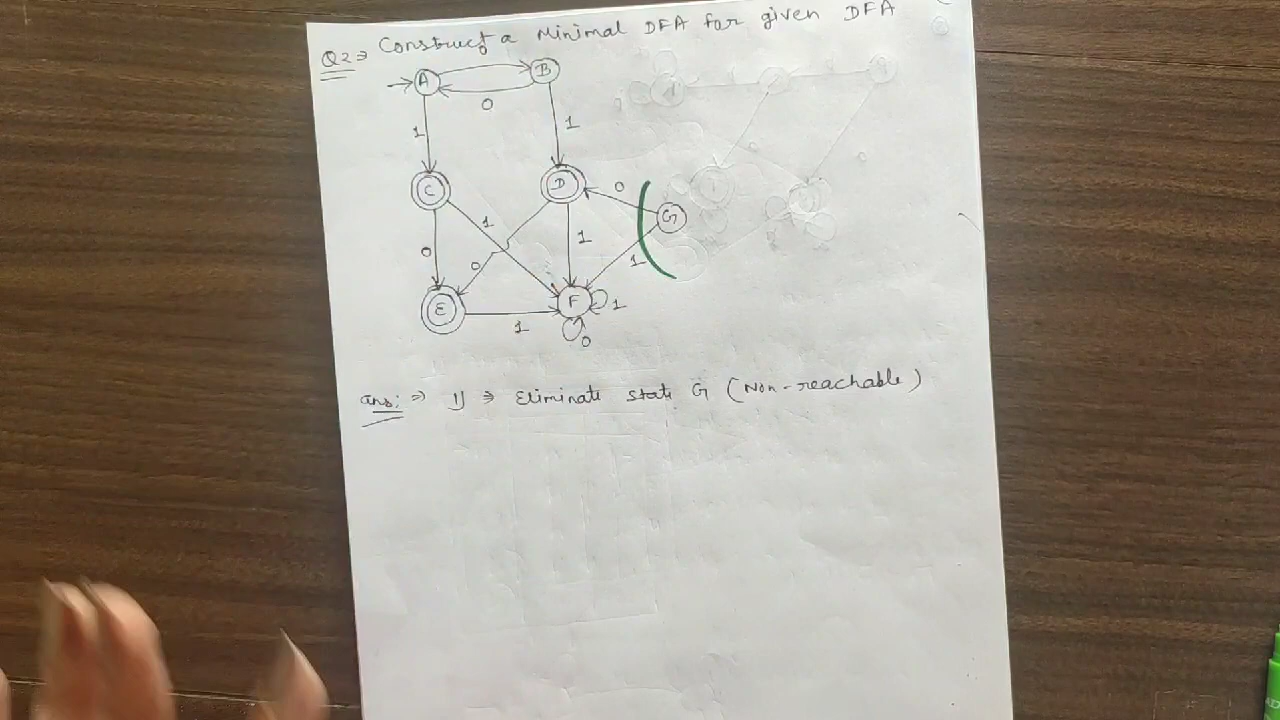 Q2⇒ Construct a Minimal DFA for given DFA
A
B
0
1
1
C
D
0
G
1
1
0
0
1
E
F
1
1
0
ans: ⇒ 1) ⇒ Eliminate state G (Non-reachable)